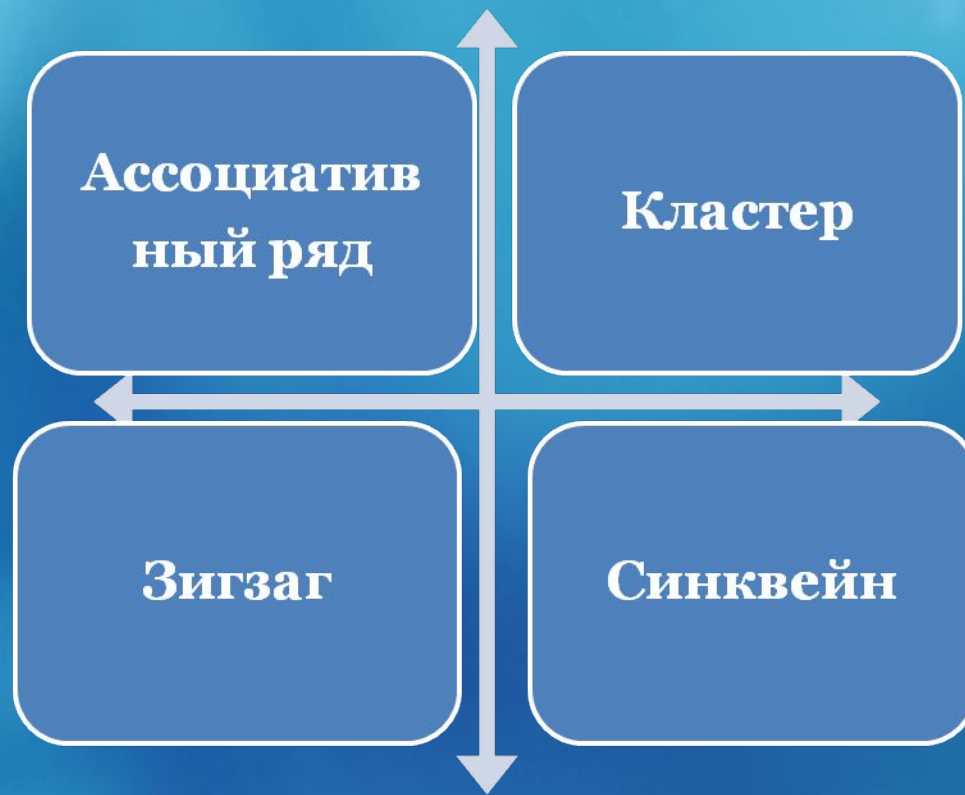 Ассоциатив
ный ряд
Кластер
Зигзаг
Синквейн